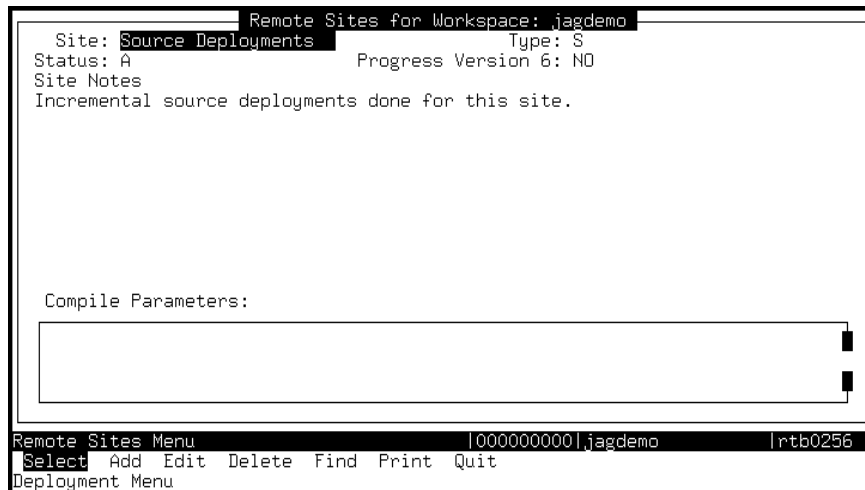 Remote Sites for Workspace: jagdemo
Site: Source Deployments Type: S
Status: A Progress Version 6: NO
Site Notes
Incremental source deployments done for this site.
Compile Parameters:
Remote Sites Menu |000000000|jagdemo |rtb0256
Select Add Edit Delete Find Print Quit
Deployment Menu